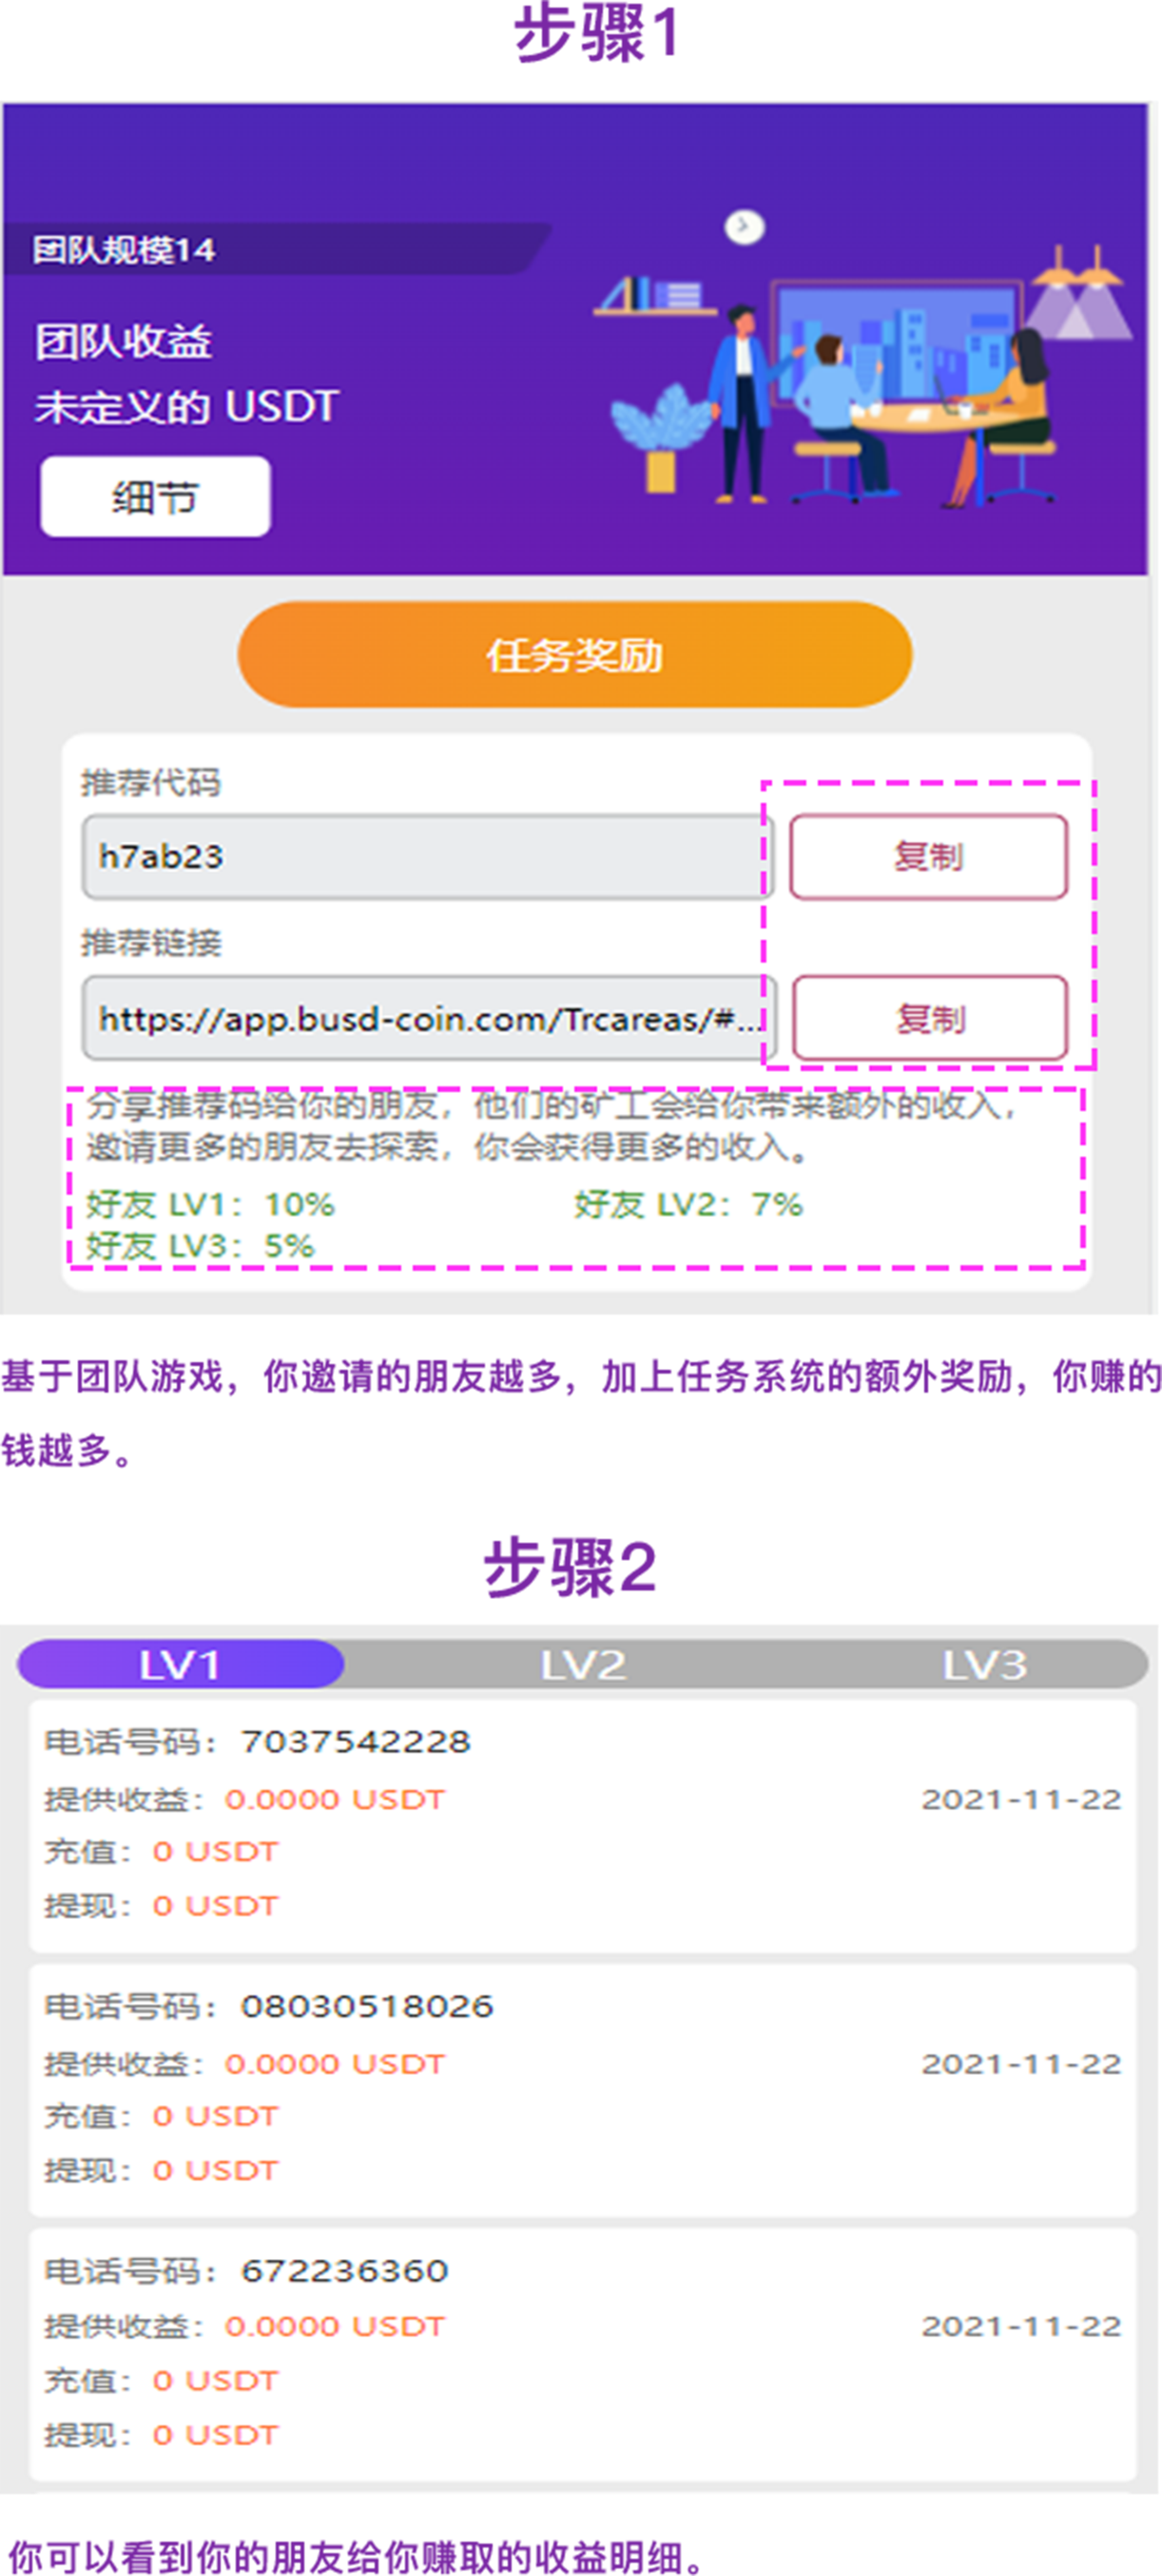 步骤1
团队规模14
团队收益
未定义的 USDT
细节
任务奖励
推荐代码
h7ab23 复制
推荐链接
https://app.busd-coin.com/Trcareas/#... 复制
分享推荐码给你的朋友，他们的矿工会给你带来额外的收入，
邀请更多的朋友去探索，你会获得更多的收入。
好友 LV1：10% 好友 LV2：7%
好友 LV3：5%
基于团队游戏，你邀请的朋友越多，加上任务系统的额外奖励，你赚的
钱越多。
步骤2
LV1 LV2 LV3
电话号码：7037542228
提供收益：0.0000 USDT 2021-11-22
充值：0 USDT
提现：0 USDT
电话号码：08030518026
提供收益：0.0000 USDT 2021-11-22
充值：0 USDT
提现：0 USDT
电话号码：672236360
提供收益：0.0000 USDT 2021-11-22
充值：0 USDT
提现：0 USDT
你可以看到你的朋友给你赚取的收益明细。